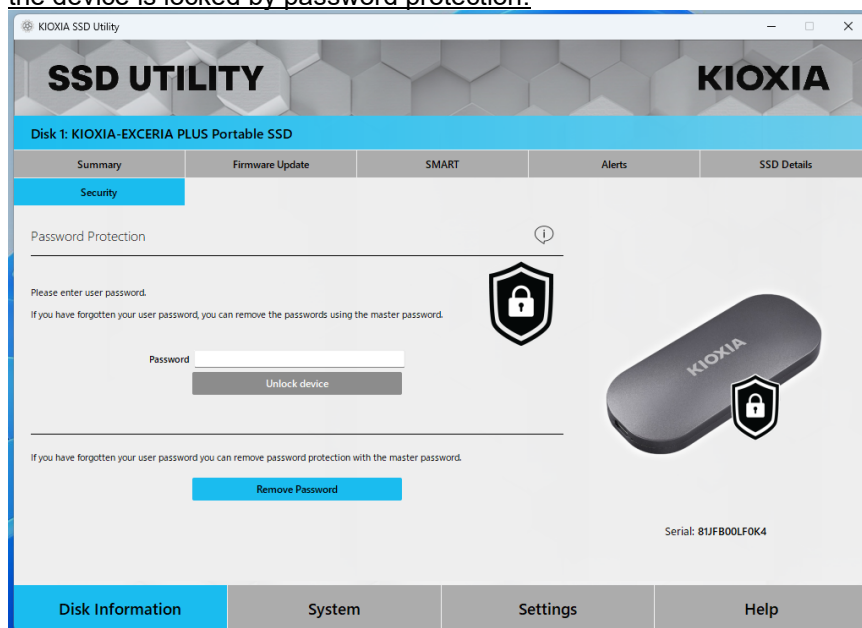 the device is locked by password protection.
KIOXIA SSD Utility
SSD UTILITY
KIOXIA
Disk 1: KIOXIA-EXCERIA PLUS Portable SSD
Summary
Firmware Update
SMART
Alerts
SSD Details
Security
Password Protection
Please enter user password.
If you have forgotten your user password, you can remove the passwords using the master password.
Password
Unlock device
KIOXIA
If you have forgotten your user password you can remove password protection with the master password.
Remove Password
Serial: 81JFB00LF0K4
Disk Information
System
Settings
Help